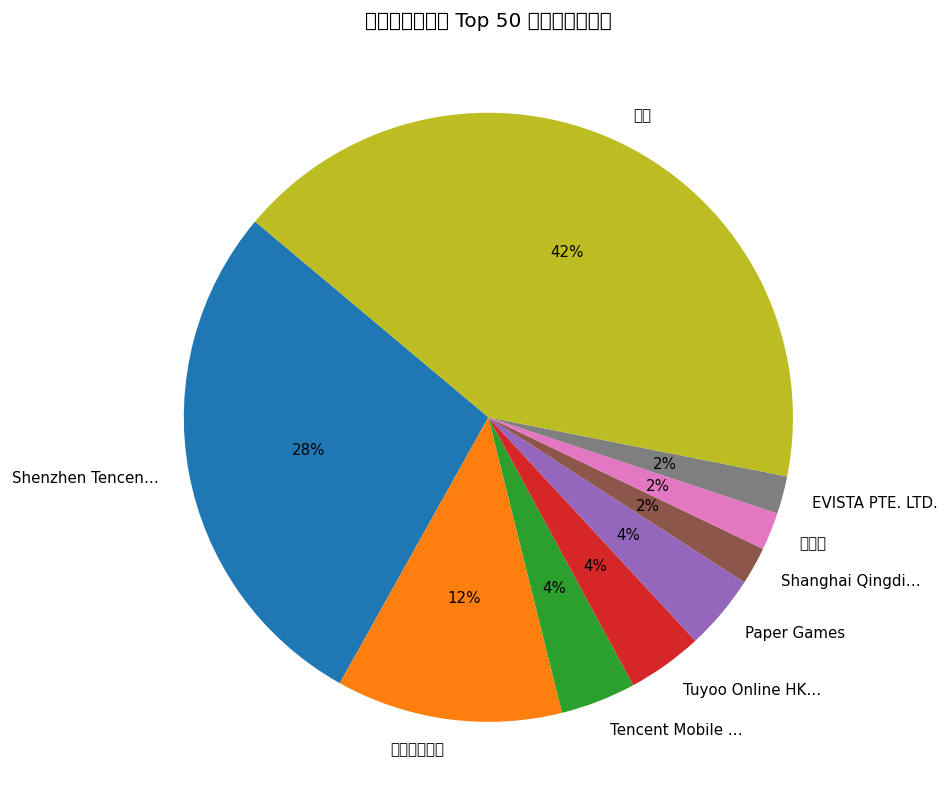 Top 50
42%
Shenzhen Tencen…
28%
12%
4%
Tencent Mobile …
4%
Tuyoo Online HK…
4%
Paper Games
2%
Shanghai Qingdi…
2%
2%
EVISTA PTE. LTD.